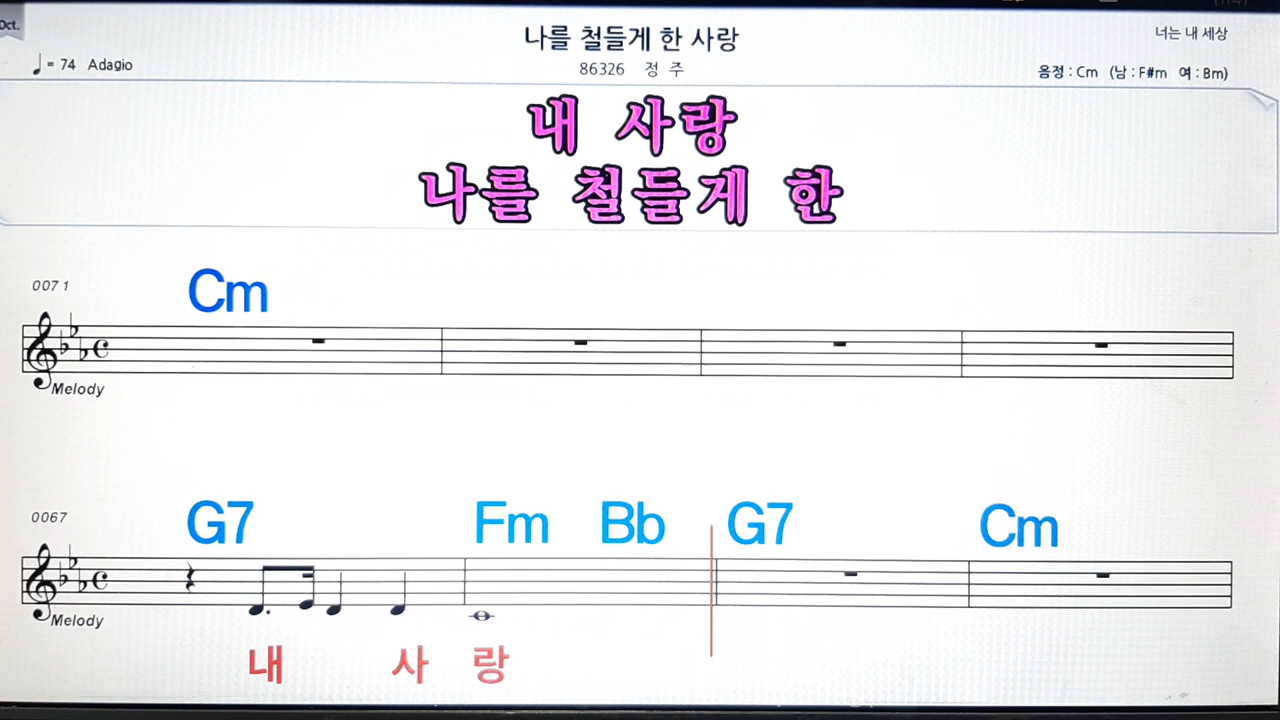 Oct.
나를 철들게 한 사랑
너는 내 세상
= 74 Adagio
86326 정 주
음정 : Cm (남 : F#m 여 : Bm)
내 사랑
나를 철들게 한
0071
Cm
Melody
0067
G7 Fm Bb G7 Cm
Melody
내 사 랑